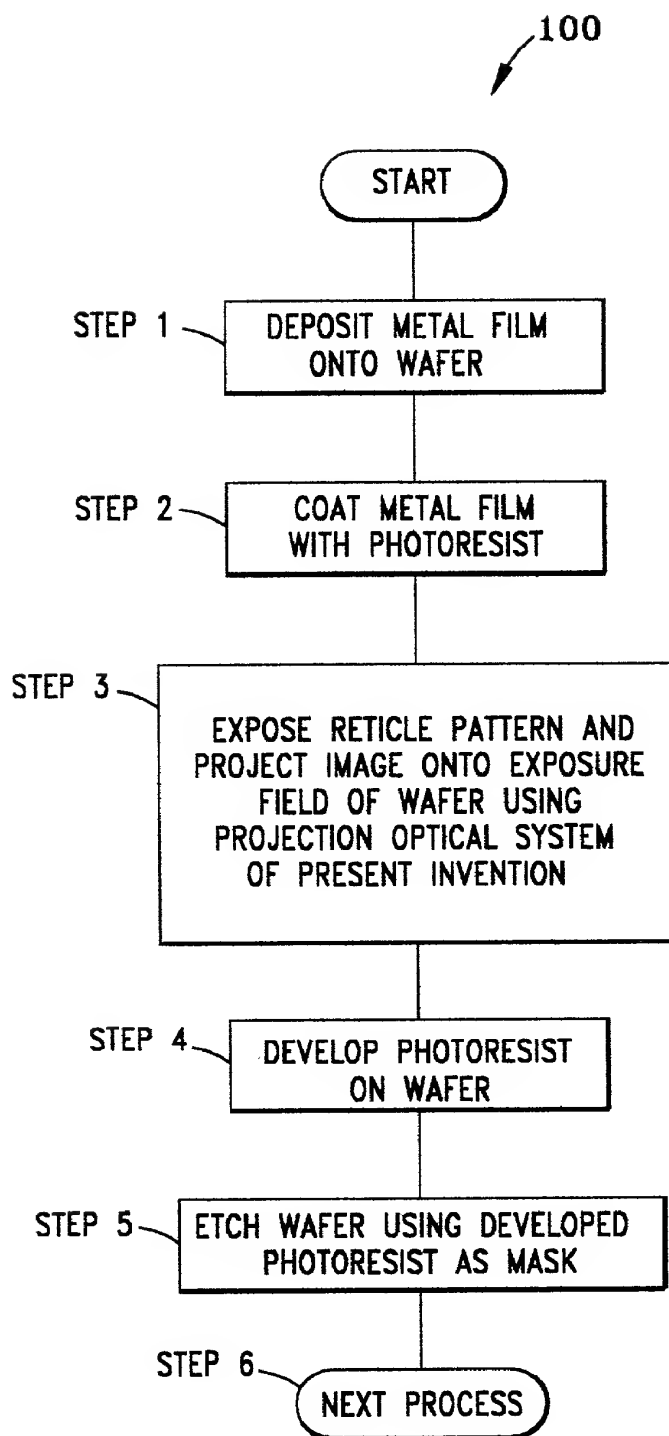 100
START
STEP 1
DEPOSIT METAL FILM
ONTO WAFER
STEP 2
COAT METAL FILM
WITH PHOTORESIST
STEP 3
EXPOSE RETICLE PATTERN AND
PROJECT IMAGE ONTO EXPOSURE
FIELD OF WAFER USING
PROJECTION OPTICAL SYSTEM
OF PRESENT INVENTION
STEP 4
DEVELOP PHOTORESIST
ON WAFER
STEP 5
ETCH WAFER USING DEVELOPED
PHOTORESIST AS MASK
STEP 6
NEXT PROCESS